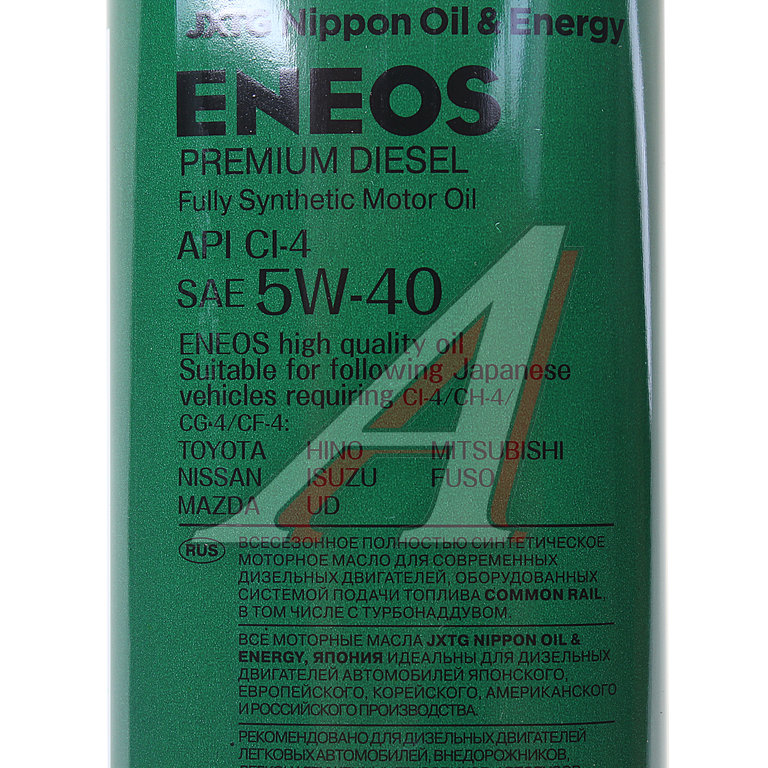 JXTG Nippon Oil & Energy
ENEOS
PREMIUM DIESEL
Fully Synthetic Motor Oil
API CI-4
SAE 5W-40
ENEOS high quality oil
Suitable for following Japanese
vehicles requiring CI-4/CH-4/
CG-4/CF-4:
TOYOTA HINO MITSUBISHI
NISSAN ISUZU FUSO
MAZDA UD
RUS ВСЕСЕЗОННОЕ ПОЛНОСТЬЮ СИНТЕТИЧЕСКОЕ
МОТОРНОЕ МАСЛО ДЛЯ СОВРЕМЕННЫХ
ДИЗЕЛЬНЫХ ДВИГАТЕЛЕЙ, ОБОРУДОВАННЫХ
СИСТЕМОЙ ПОДАЧИ ТОПЛИВА COMMON RAIL,
В ТОМ ЧИСЛЕ С ТУРБОНАДДУВОМ.
ВСЕ МОТОРНЫЕ МАСЛА JXTG NIPPON OIL &
ENERGY, ЯПОНИЯ ИДЕАЛЬНЫ ДЛЯ ДИЗЕЛЬНЫХ
ДВИГАТЕЛЕЙ АВТОМОБИЛЕЙ ЯПОНСКОГО,
ЕВРОПЕЙСКОГО, КОРЕЙСКОГО, АМЕРИКАНСКОГО
И РОССИЙСКОГО ПРОИЗВОДСТВА.
РЕКОМЕНДОВАНО ДЛЯ ДИЗЕЛЬНЫХ ДВИГАТЕЛЕЙ
ЛЕГКОВЫХ АВТОМОБИЛЕЙ, ВНЕДОРОЖНИКОВ,